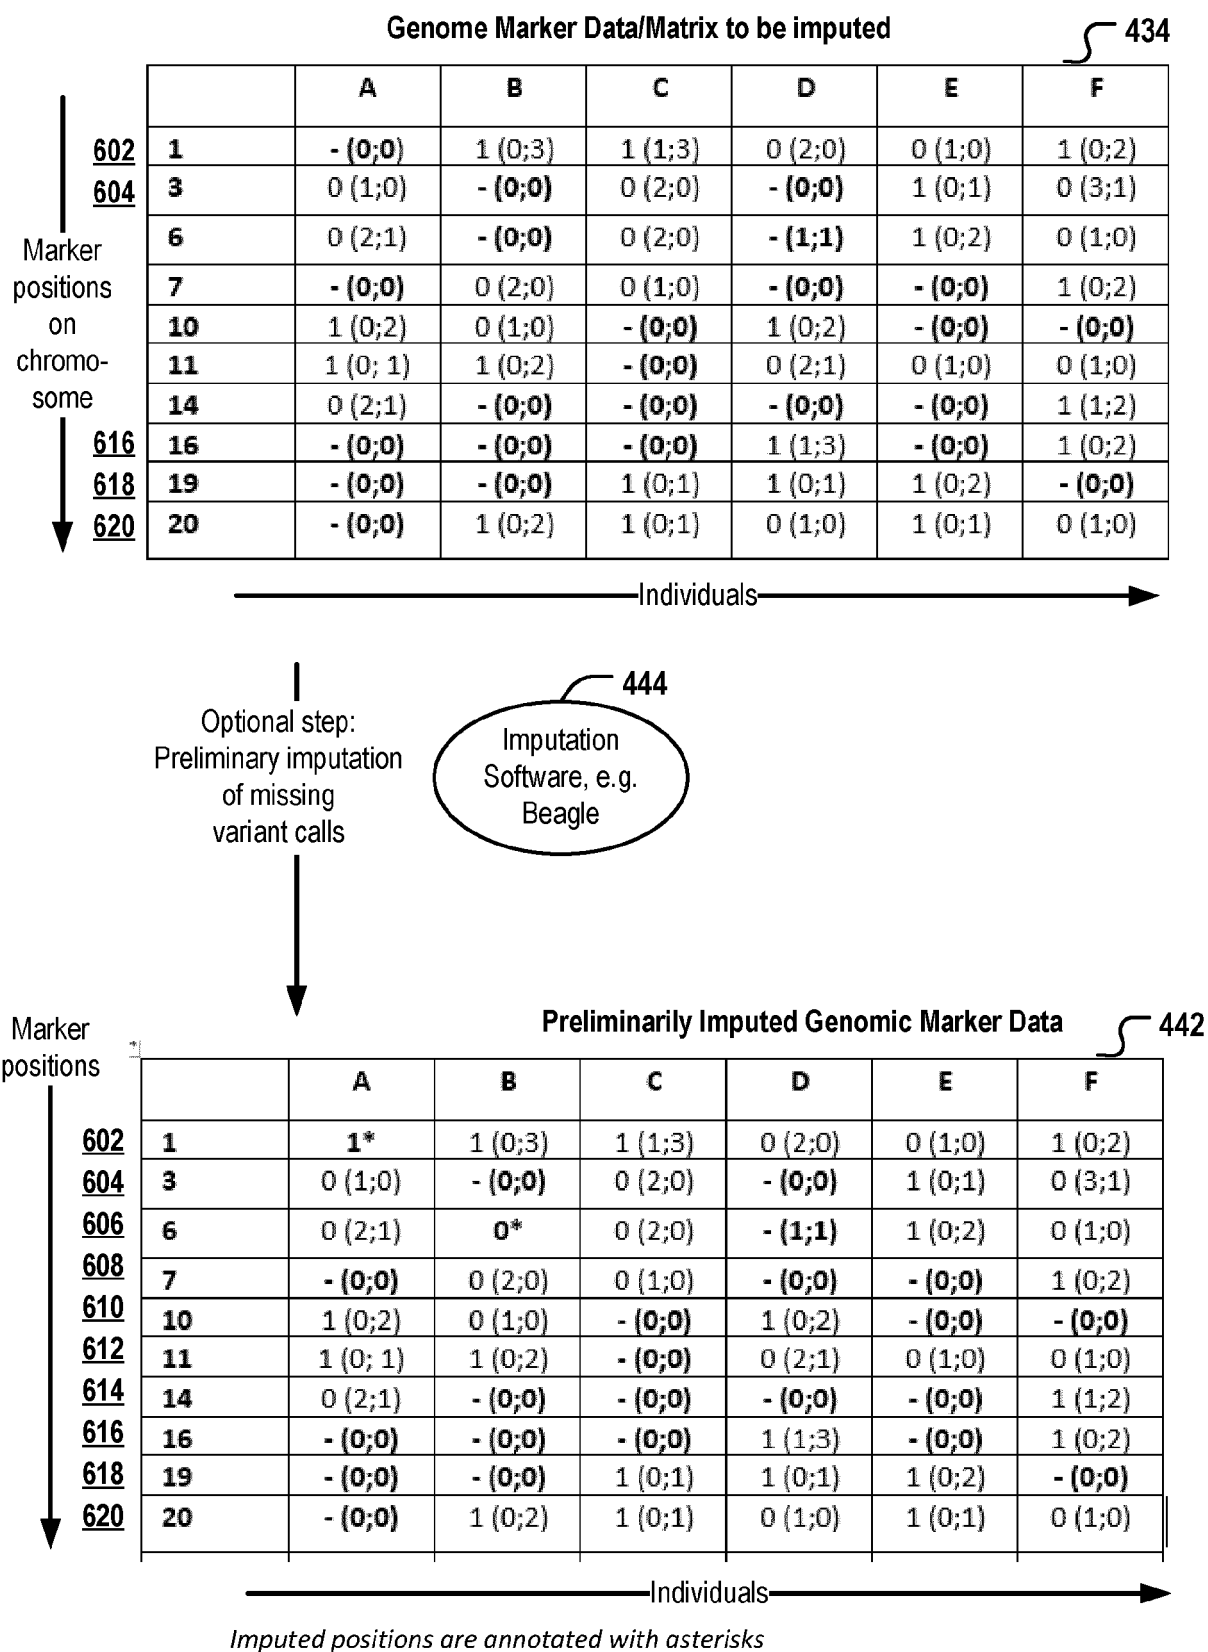 Genome Marker Data/Matrix to be imputed 434
A B C D E F
602 1 - (0;0) 1 (0;3) 1 (1;3) 0 (2;0) 0 (1;0) 1 (0;2)
604 3 0 (1;0) - (0;0) 0 (2;0) - (0;0) 1 (0;1) 0 (3;1)
6 0 (2;1) - (0;0) 0 (2;0) - (1;1) 1 (0;2) 0 (1;0)
7 - (0;0) 0 (2;0) 0 (1;0) - (0;0) - (0;0) 1 (0;2)
10 1 (0;2) 0 (1;0) - (0;0) 1 (0;2) - (0;0) - (0;0)
11 1 (0; 1) 1 (0;2) - (0;0) 0 (2;1) 0 (1;0) 0 (1;0)
14 0 (2;1) - (0;0) - (0;0) - (0;0) - (0;0) 1 (1;2)
616 16 - (0;0) - (0;0) - (0;0) 1 (1;3) - (0;0) 1 (0;2)
618 19 - (0;0) - (0;0) 1 (0;1) 1 (0;1) 1 (0;2) - (0;0)
620 20 - (0;0) 1 (0;2) 1 (0;1) 0 (1;0) 1 (0;1) 0 (1;0)
Marker
positions
on
chromo-
some
Individuals
Optional step:
Preliminary imputation
of missing
variant calls
444
Imputation
Software, e.g.
Beagle
Preliminarily Imputed Genomic Marker Data 442
Marker
positions
*
A B C D E F
602 1 1* 1 (0;3) 1 (1;3) 0 (2;0) 0 (1;0) 1 (0;2)
604 3 0 (1;0) - (0;0) 0 (2;0) - (0;0) 1 (0;1) 0 (3;1)
606 6 0 (2;1) 0* 0 (2;0) - (1;1) 1 (0;2) 0 (1;0)
608 7 - (0;0) 0 (2;0) 0 (1;0) - (0;0) - (0;0) 1 (0;2)
610 10 1 (0;2) 0 (1;0) - (0;0) 1 (0;2) - (0;0) - (0;0)
612 11 1 (0; 1) 1 (0;2) - (0;0) 0 (2;1) 0 (1;0) 0 (1;0)
614 14 0 (2;1) - (0;0) - (0;0) - (0;0) - (0;0) 1 (1;2)
616 16 - (0;0) - (0;0) - (0;0) 1 (1;3) - (0;0) 1 (0;2)
618 19 - (0;0) - (0;0) 1 (0;1) 1 (0;1) 1 (0;2) - (0;0)
620 20 - (0;0) 1 (0;2) 1 (0;1) 0 (1;0) 1 (0;1) 0 (1;0)
Individuals
Imputed positions are annotated with asterisks